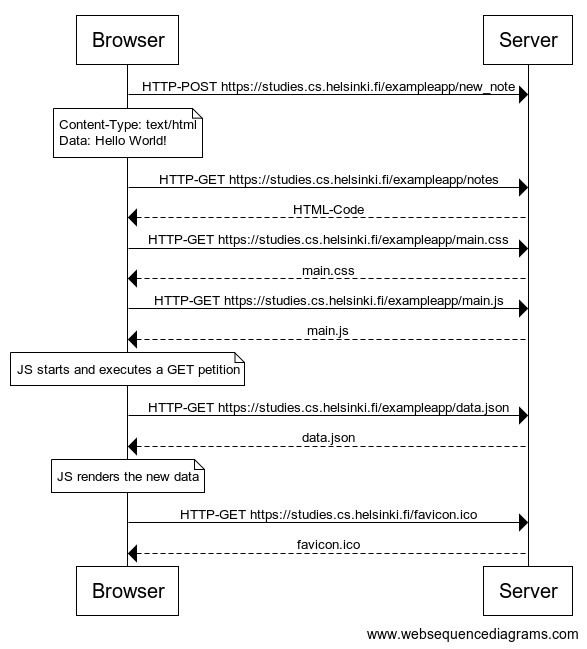 Browser
Server
HTTP-POST https://studies.cs.helsinki.fi/exampleapp/new_note
Content-Type: text/html
Data: Hello World!
HTTP-GET https://studies.cs.helsinki.fi/exampleapp/notes
HTML-Code
HTTP-GET https://studies.cs.helsinki.fi/exampleapp/main.css
main.css
HTTP-GET https://studies.cs.helsinki.fi/exampleapp/main.js
main.js
JS starts and executes a GET petition
HTTP-GET https://studies.cs.helsinki.fi/exampleapp/data.json
data.json
JS renders the new data
HTTP-GET https://studies.cs.helsinki.fi/favicon.ico
favicon.ico
Browser
Server
www.websequencediagrams.com